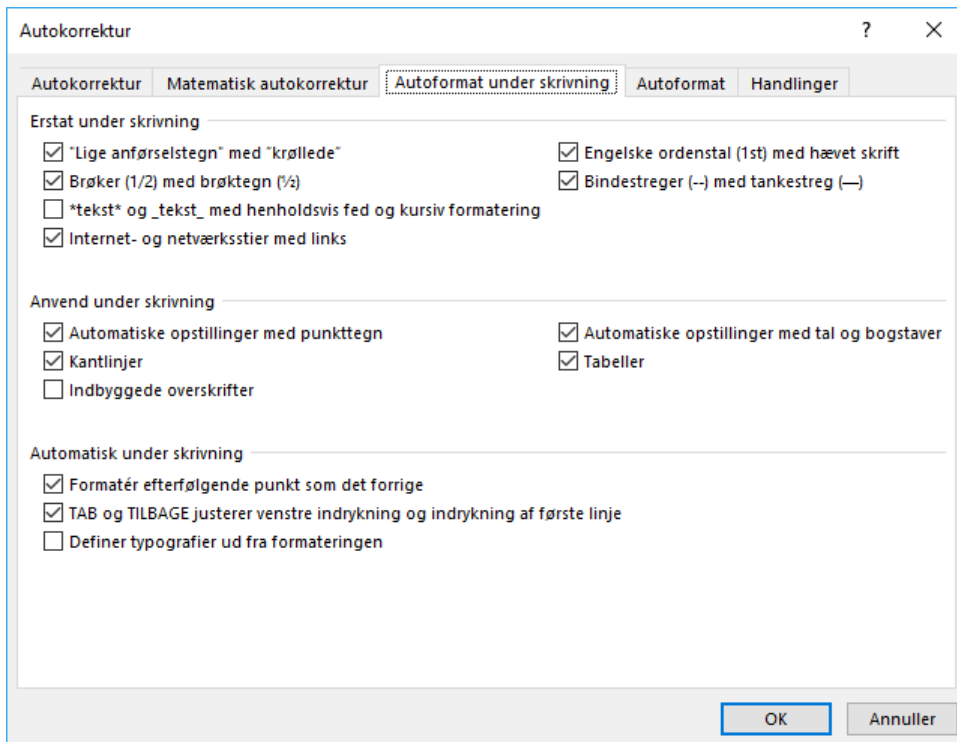 Autokorrektur ?
Autokorrektur Matematisk autokorrektur Autoformat under skrivning Autoformat Handlinger
Erstat under skrivning
"Lige anførselstegn" med "krøllede" Engelske ordenstal (1st) med hævet skrift
Brøker (1/2) med brøktegn (½) Bindestreger (--) med tankestreg (—)
*tekst* og _tekst_ med henholdsvis fed og kursiv formatering
Internet- og netværksstier med links
Anvend under skrivning
Automatiske opstillinger med punkttegn Automatiske opstillinger med tal og bogstaver
Kantlinjer Tabeller
Indbyggede overskrifter
Automatisk under skrivning
Formatér efterfølgende punkt som det forrige
TAB og TILBAGE justerer venstre indrykning og indrykning af første linje
Definer typografier ud fra formateringen
OK Annuller